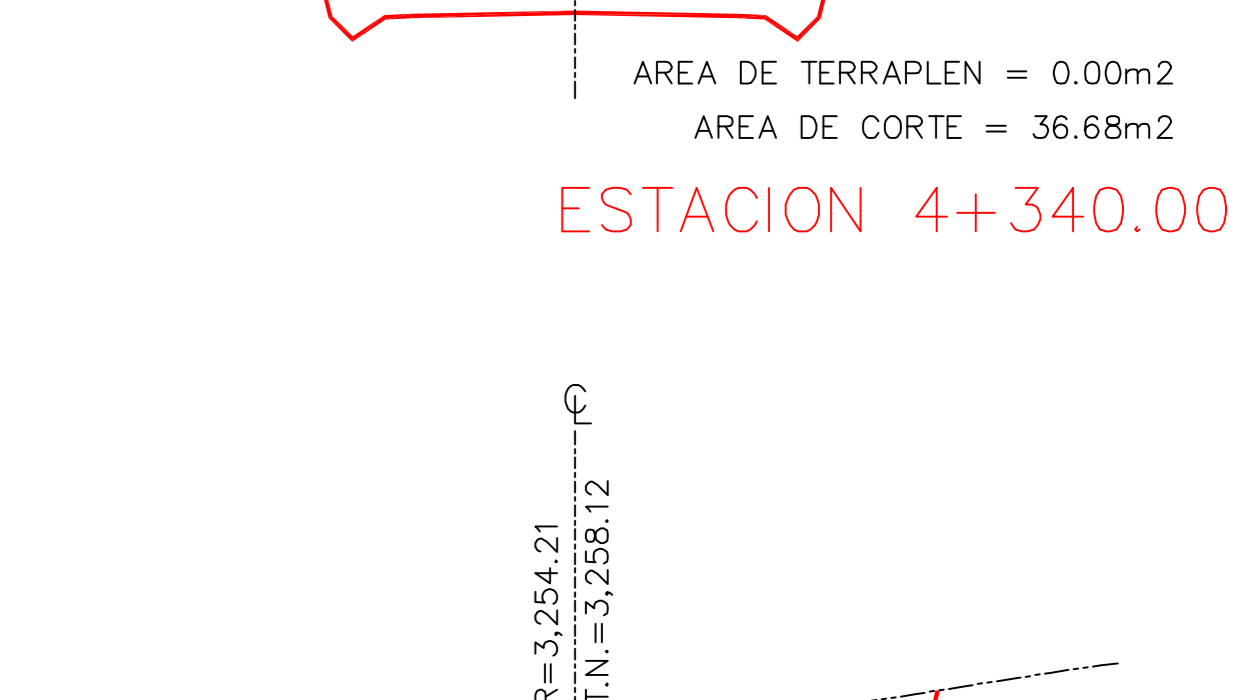 AREA DE TERRAPLEN = 0.00m2
AREA DE CORTE = 36.68m2
ESTACION 4+340.00
CL
R=3,254.21
T.N.=3,258.12